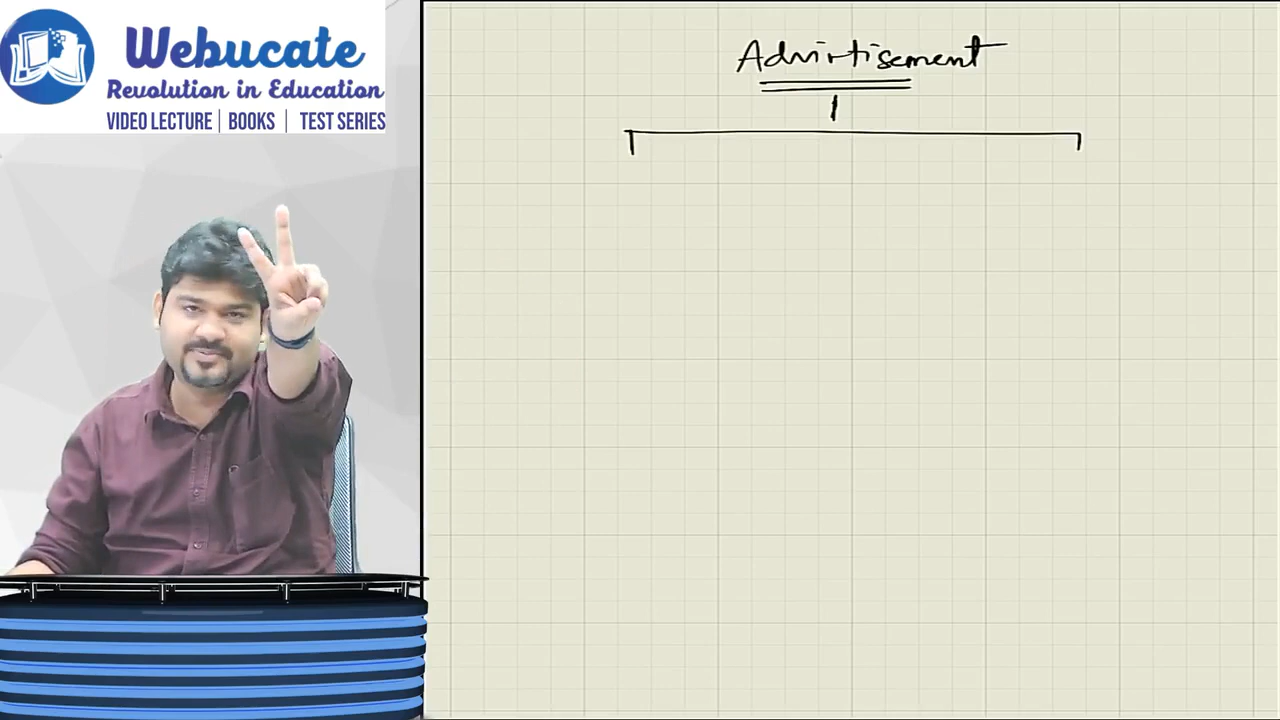 Webucate
Revolution in Education
VIDEO LECTURE | BOOKS | TEST SERIES
Advirtisement